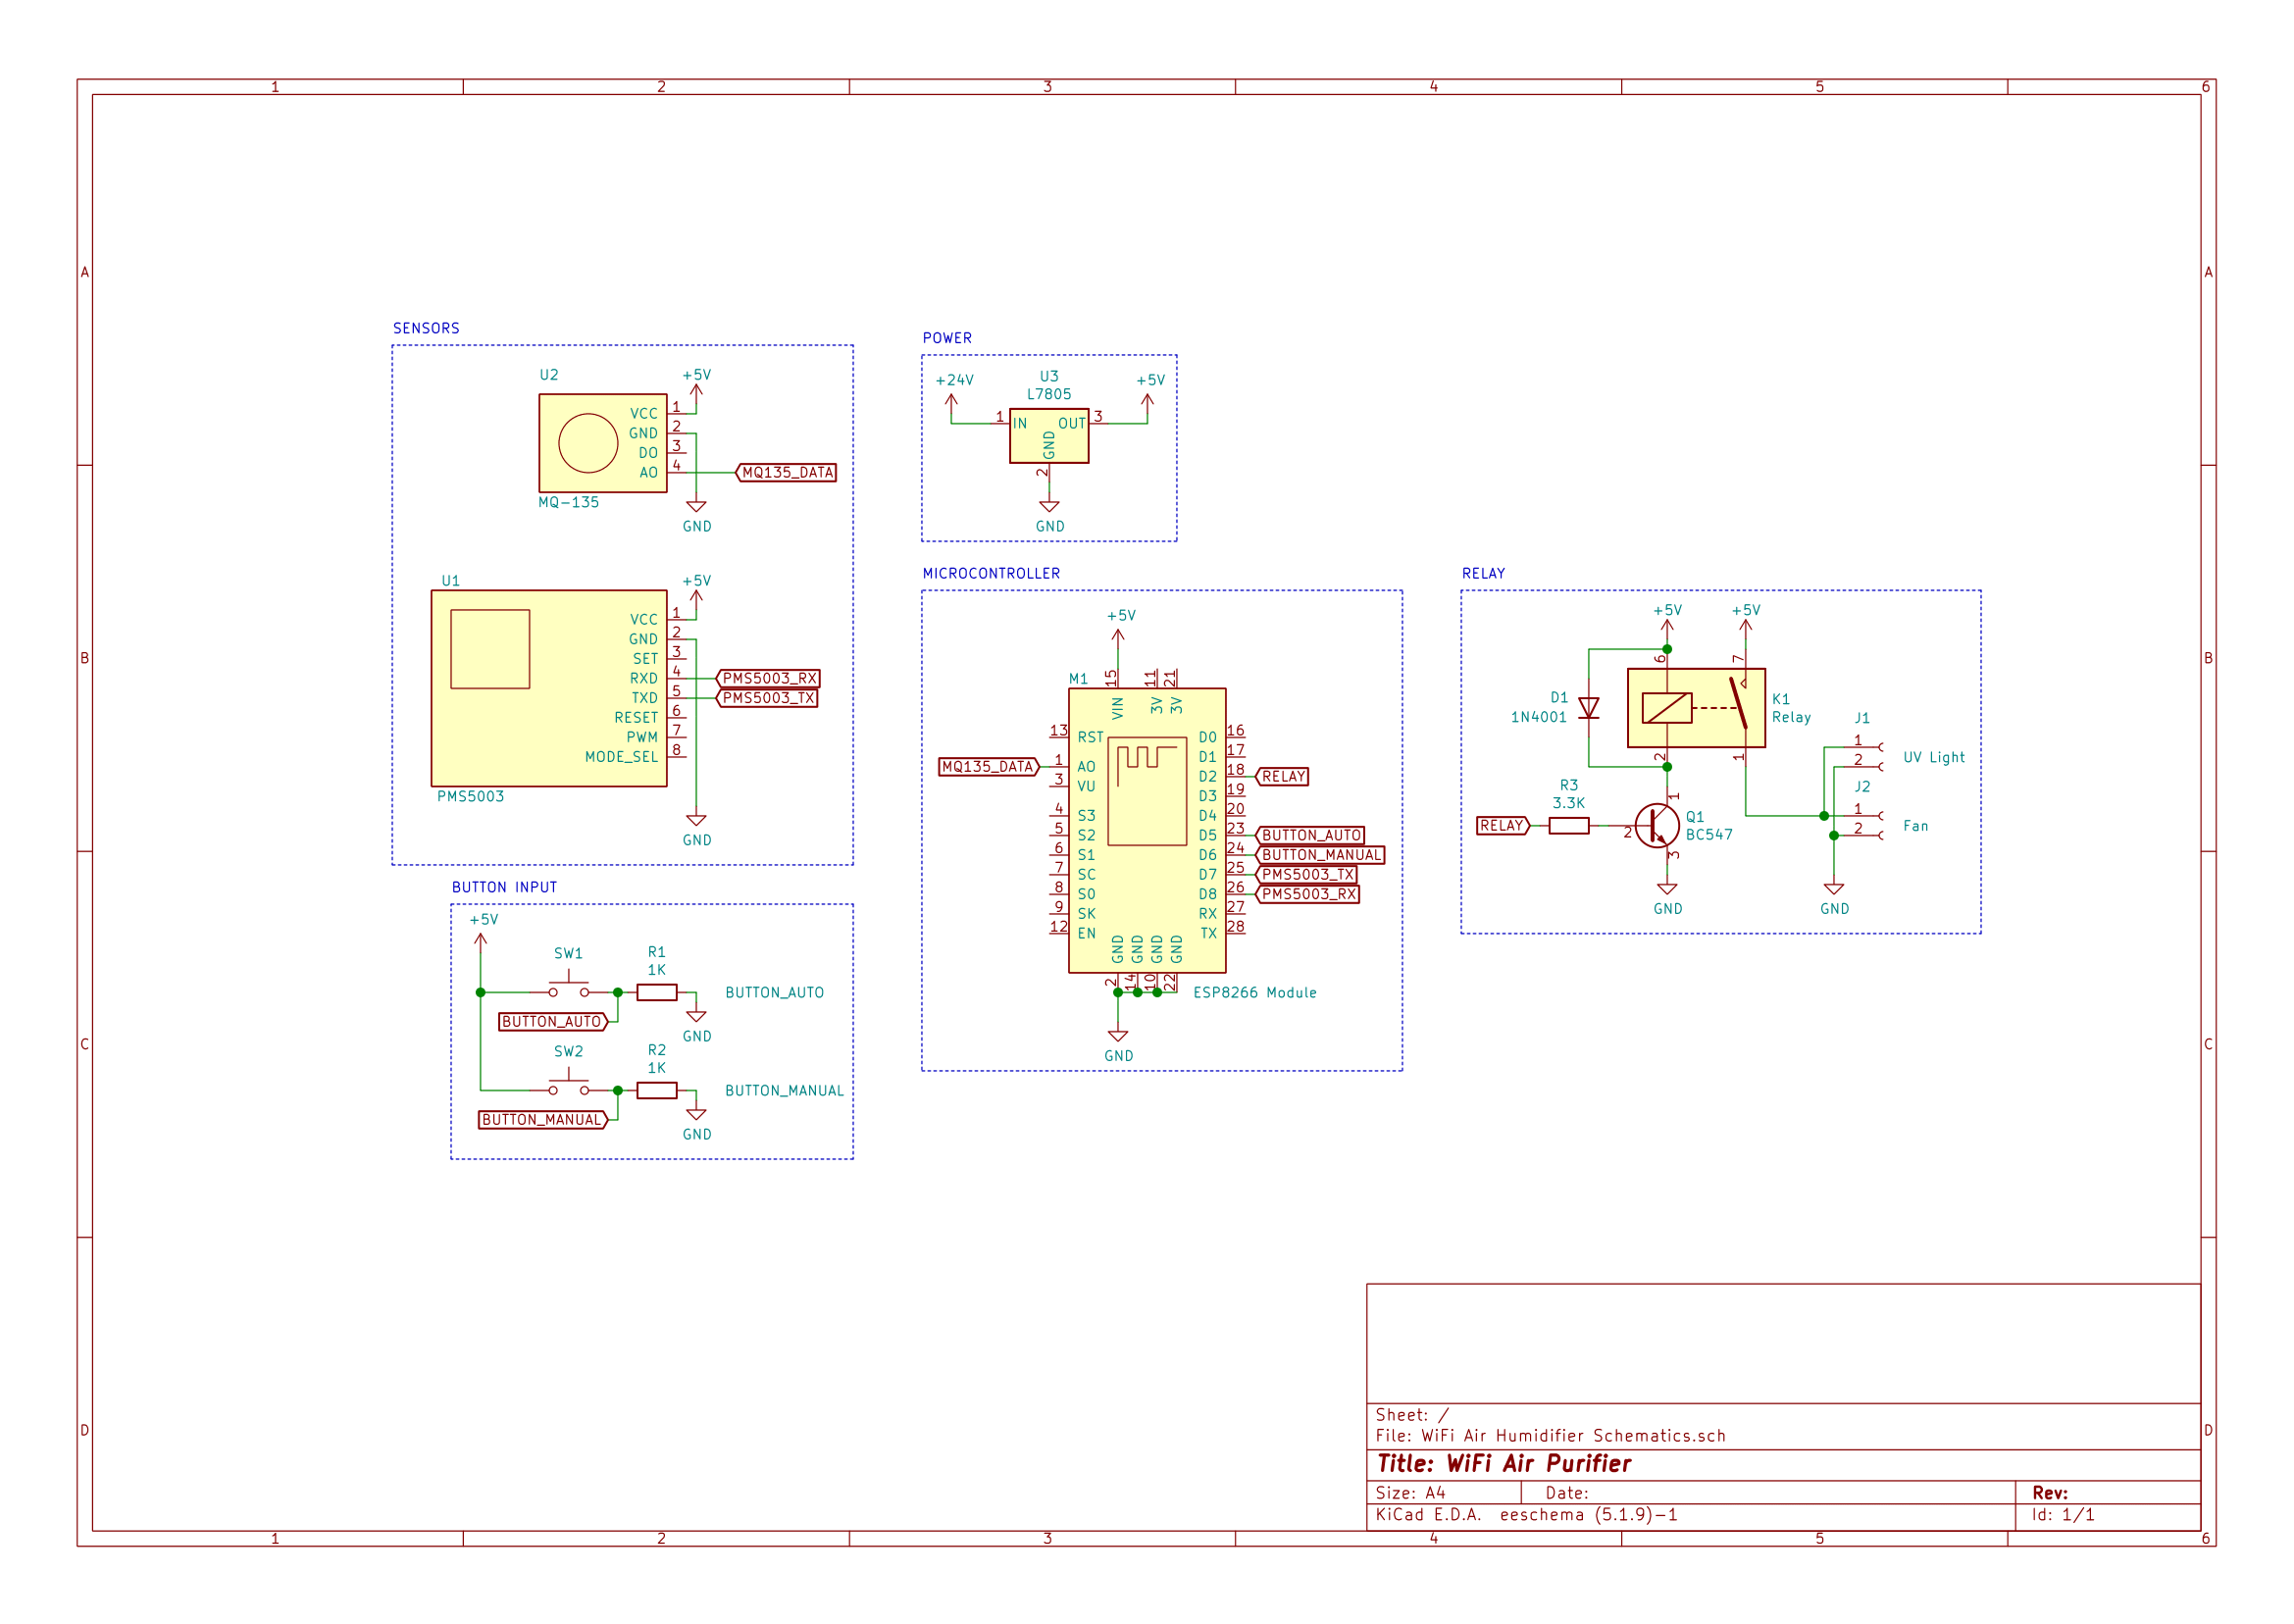 1 2 3 4 5 6
A A
B B
C C
D D
1 2 3 4 5 6
SENSORS
U2
+5V
VCC 1
GND 2
DO 3
AO 4
MQ135_DATA
MQ-135
GND
U1
+5V
VCC 1
GND 2
SET 3
RXD 4
PMS5003_RX
TXD 5
PMS5003_TX
RESET 6
PWM 7
MODE_SEL 8
PMS5003
GND
BUTTON INPUT
+5V
SW1
R1
1K
BUTTON_AUTO
BUTTON_AUTO
GND
SW2
R2
1K
BUTTON_MANUAL
BUTTON_MANUAL
GND
POWER
+24V
U3
L7805
+5V
1 IN
OUT 3
GND
2
GND
MICROCONTROLLER
+5V
M1
15 11 21
VIN 3V 3V
13 RST
MQ135_DATA
1 AO
3 VU
4 S3
5 S2
6 S1
7 SC
8 S0
9 SK
12 EN
D0 16
D1 17
D2 18
RELAY
D3 19
D4 20
D5 23
BUTTON_AUTO
D6 24
BUTTON_MANUAL
D7 25
PMS5003_TX
D8 26
PMS5003_RX
RX 27
TX 28
GND GND GND GND
2 14 10 22
ESP8266 Module
GND
RELAY
+5V
+5V
6 7
D1
1N4001
K1
Relay
2 1
J1
1
2
UV Light
J2
1
2
Fan
R3
3.3K
RELAY
1
2
3
Q1
BC547
GND
GND
Sheet: /
File: WiFi Air Humidifier Schematics.sch
Title: WiFi Air Purifier
Size: A4
Date:
Rev:
KiCad E.D.A. eeschema (5.1.9)-1
Id: 1/1